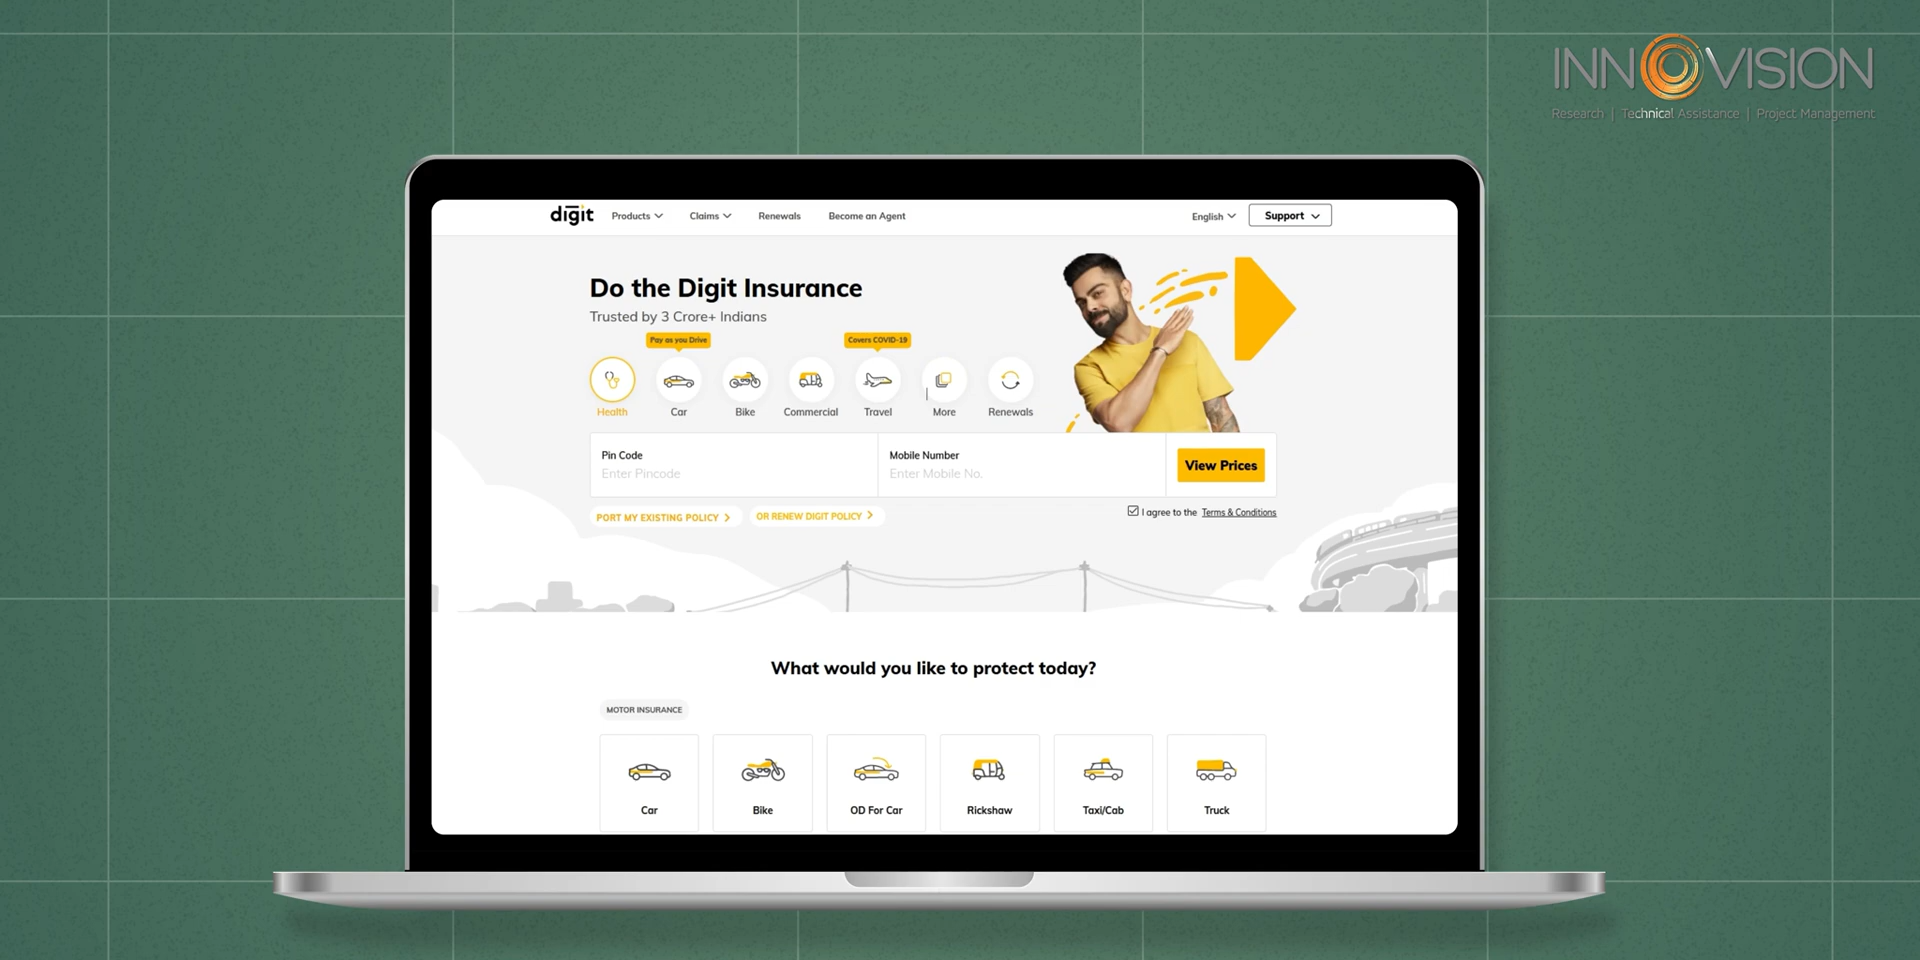 INNOVISION
Research | Technical Assistance | Project Management
digit
Products
Claims
Renewals
Become an Agent
English
Support
Do the Digit Insurance
Trusted by 3 Crore+ Indians
Pay as you Drive
Covers COVID-19
Health
Car
Bike
Commercial
Travel
More
Renewals
Pin Code
Enter Pincode
Mobile Number
Enter Mobile No.
View Prices
PORT MY EXISTING POLICY
OR RENEW DIGIT POLICY
I agree to the Terms & Conditions
What would you like to protect today?
MOTOR INSURANCE
Car
Bike
OD For Car
Rickshaw
Taxi/Cab
Truck